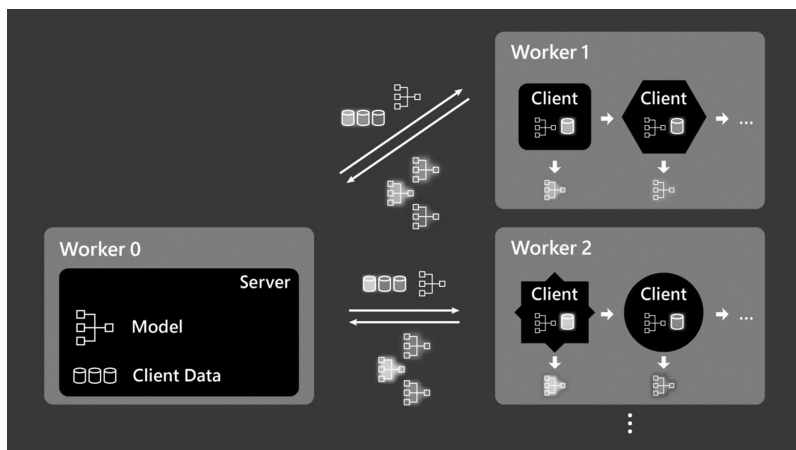 Worker 1
Client
Client
...
Worker 0
Server
Model
Client Data
Worker 2
Client
Client
...